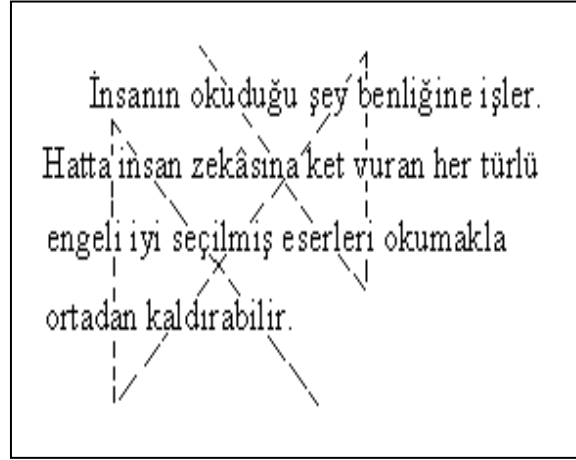 İnsanın okuduğu şey benliğine işler.
Hatta insan zekâsına ket vuran her türlü
engeli iyi seçilmiş eserleri okumakla
ortadan kaldırabilir.